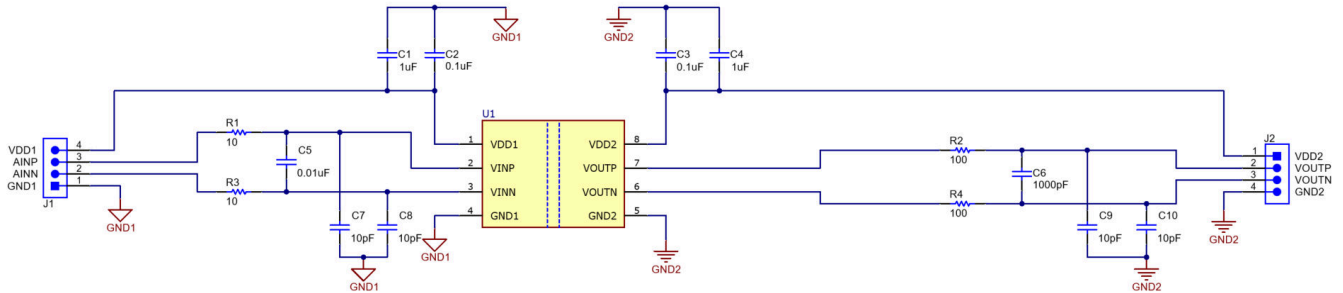 GND1
GND2
C1
1uF
C2
0.1uF
C3
0.1uF
C4
1uF
U1
1 VDD1
2 VINP
3 VINN
4 GND1
VDD2 8
VOUTP 7
VOUTN 6
GND2 5
VDD1 4
AINP 3
AINN 2
GND1 1
J1
GND1
R1
10
R3
10
C5
0.01uF
C7
10pF
C8
10pF
GND1
GND1
GND2
R2
100
R4
100
C6
1000pF
C9
10pF
C10
10pF
GND2
J2
1 VDD2
2 VOUTP
3 VOUTN
4 GND2
GND2